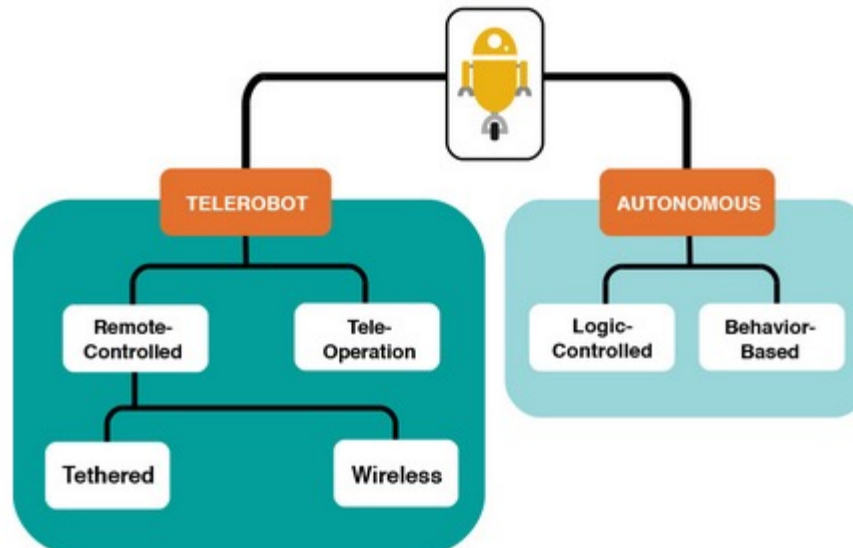 TELEROBOT
AUTONOMOUS
Remote-
Controlled
Tele-
Operation
Logic-
Controlled
Behavior-
Based
Tethered
Wireless